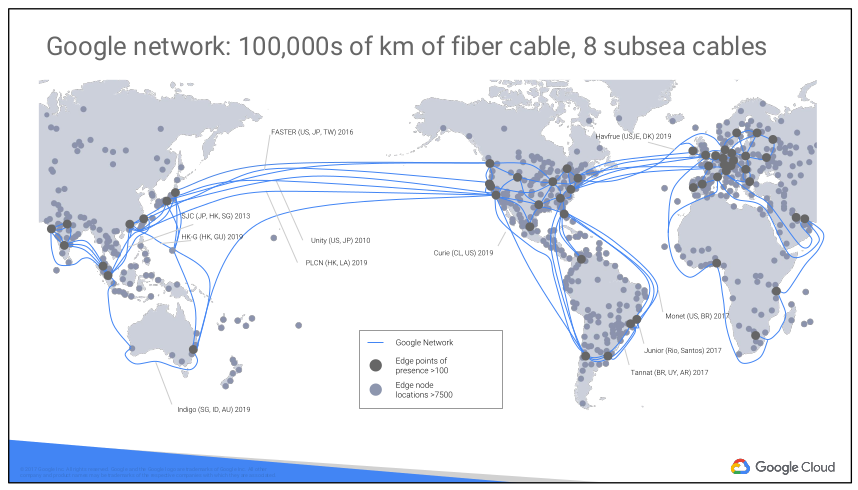 Google network: 100,000s of km of fiber cable, 8 subsea cables
FASTER (US, JP, TW) 2016
Havfrue (US,IE, DK) 2019
SJC (JP, HK, SG) 2013
HK-G (HK, GU) 2019
Unity (US, JP) 2010
PLCN (HK, LA) 2019
Curie (CL, US) 2019
Monet (US, BR) 2017
Junior (Rio, Santos) 2017
Tannat (BR, UY, AR) 2017
Indigo (SG, ID, AU) 2019
Google Network
Edge points of
presence >100
Edge node
locations >7500
Google Cloud